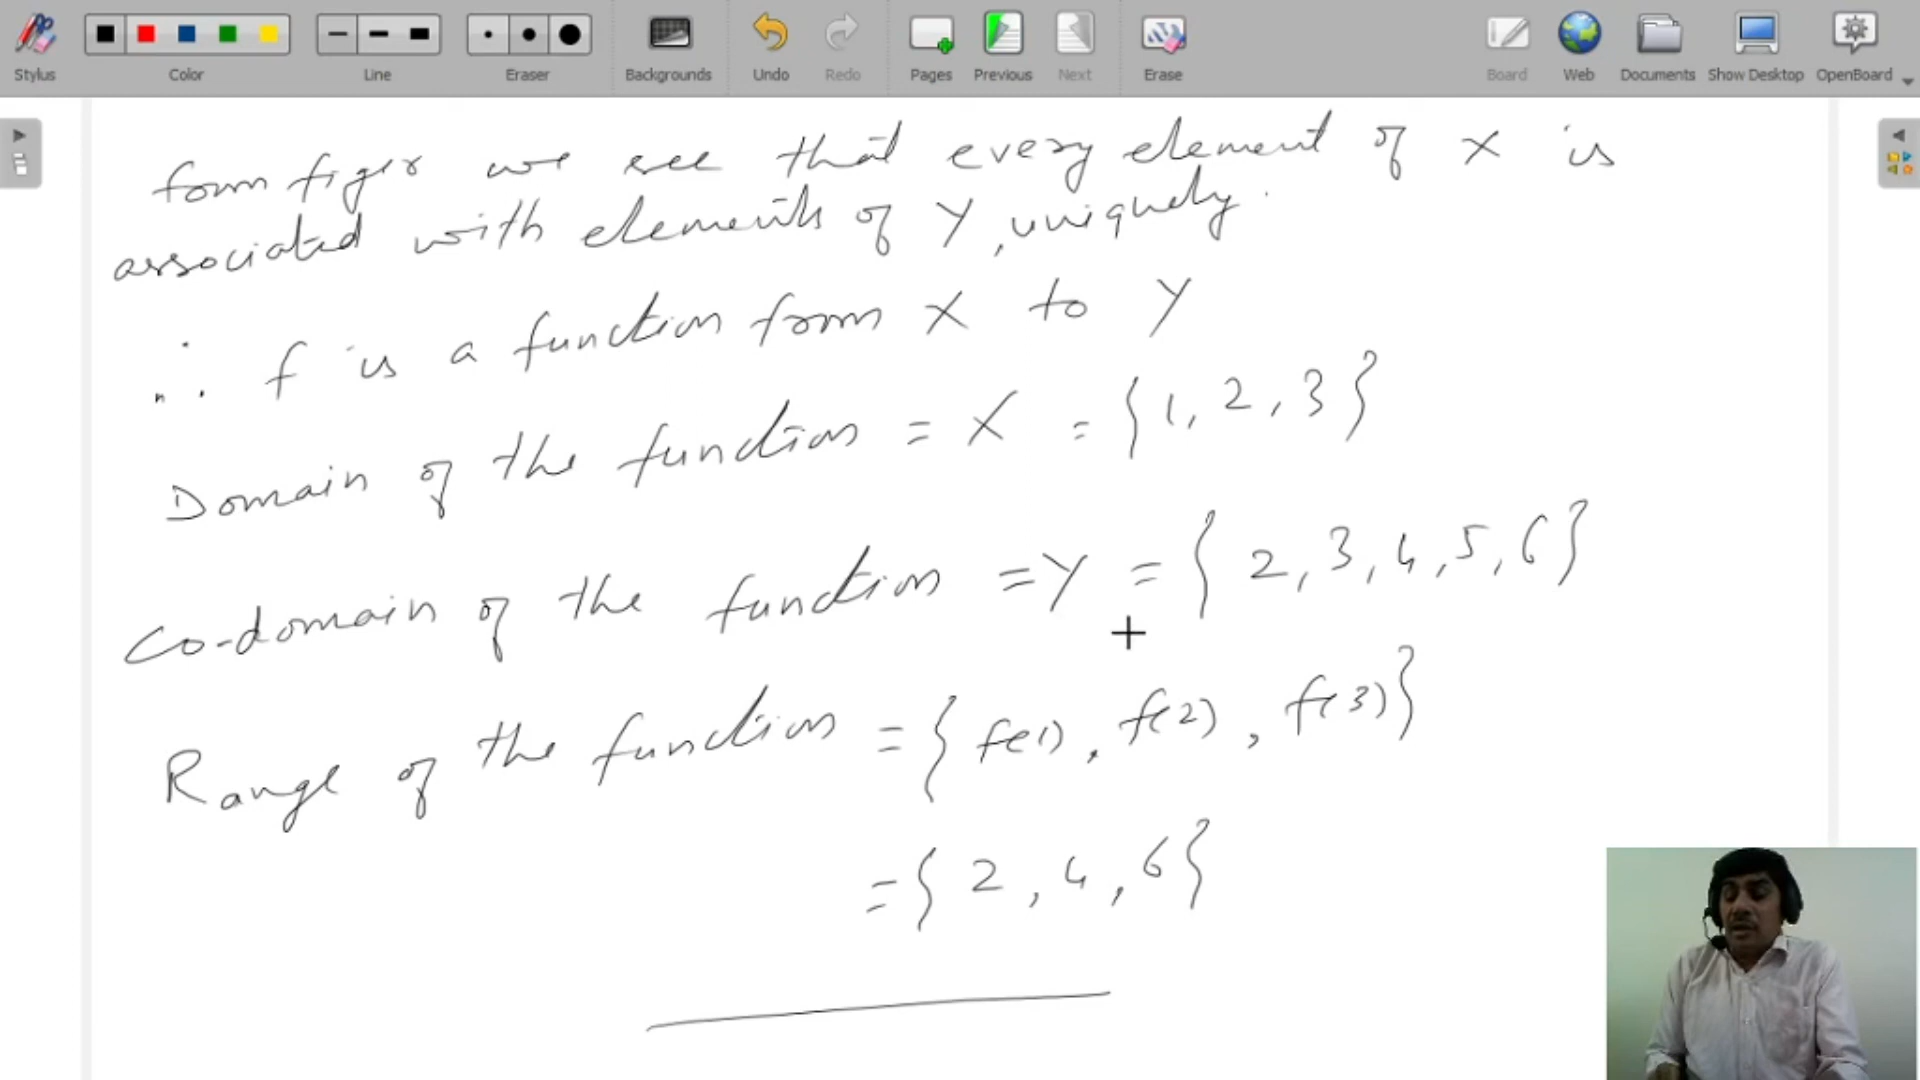 Stylus
Color
Line
Eraser
Backgrounds
Undo
Redo
Pages
Previous
Next
Erase
Board
Web
Documents
Show Desktop
OpenBoard
form figer we see that every element of X is
associated with elements of Y, uniquely.
∴ f is a function from X to Y
Domain of the function = X = {1, 2, 3}
Co-domain of the function = Y = { 2, 3, 4, 5, 6}
Range of the function = { f(1), f(2), f(3)}
= { 2, 4, 6}